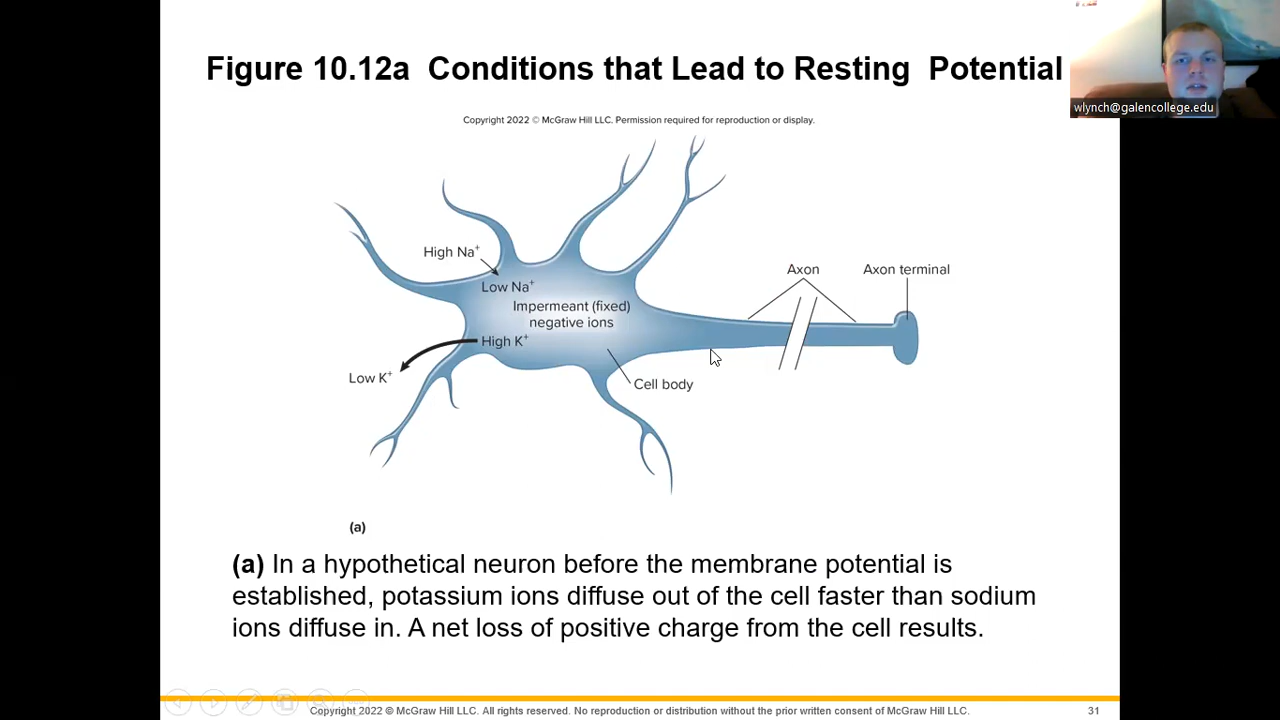 Figure 10.12a  Conditions that Lead to Resting  Potential
wlynch@galencollege.edu
Copyright 2022 © McGraw Hill LLC. Permission required for reproduction or display.
High Na+
Low Na+
Impermeant (fixed)
negative ions
High K+
Low K+
Cell body
Axon
Axon terminal
(a)
(a) In a hypothetical neuron before the membrane potential is
established, potassium ions diffuse out of the cell faster than sodium
ions diffuse in. A net loss of positive charge from the cell results.
Copyright 2022 © McGraw Hill LLC. All rights reserved. No reproduction or distribution without the prior written consent of McGraw Hill LLC.
31